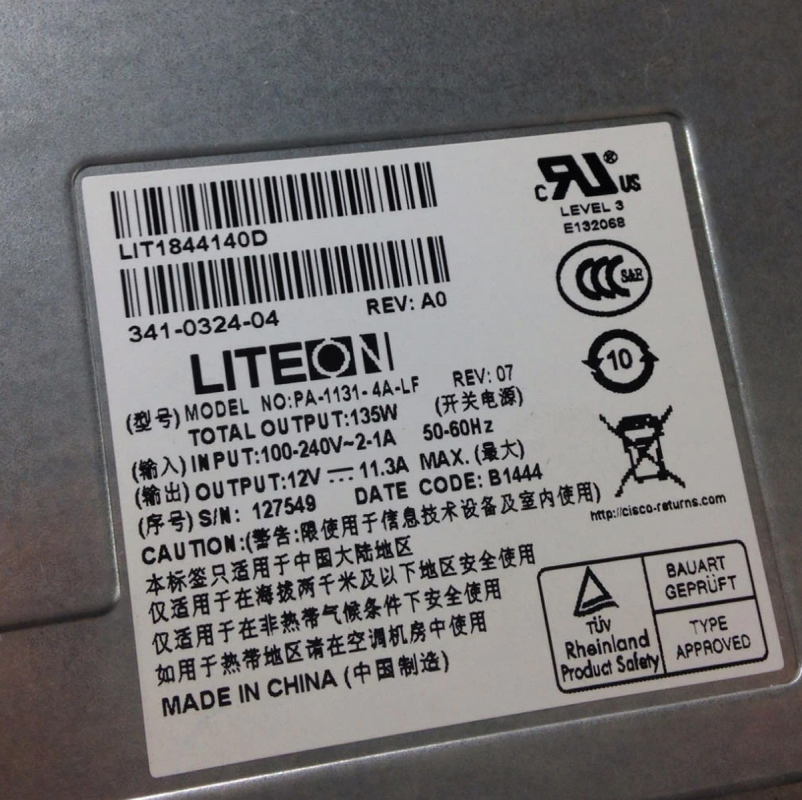 LIT1844140D
341-0324-04 REV: A0
LITEON
(型号) MODEL NO:PA-1131-4A-LF REV: 07
TOTAL OUTPUT:135W (开关电源)
(输入) INPUT:100-240V~2-1A 50-60Hz
(输出) OUTPUT:12V ⎓ 11.3A MAX.(最大)
(序号) S/N: 127549 DATE CODE: B1444
CAUTION:(警告:限使用于信息技术设备及室内使用)
本标签只适用于中国大陆地区
仅适用于在海拔两千米及以下地区安全使用
仅适用于在非热带气候条件下安全使用
如用于热带地区请在空调机房中使用
MADE IN CHINA (中国制造)
c RU® US
LEVEL 3
E132068
CCC S&E
10
http://cisco-returns.com
TÜV
Rheinland
Product Safety
BAUART
GEPRÜFT
TYPE
APPROVED